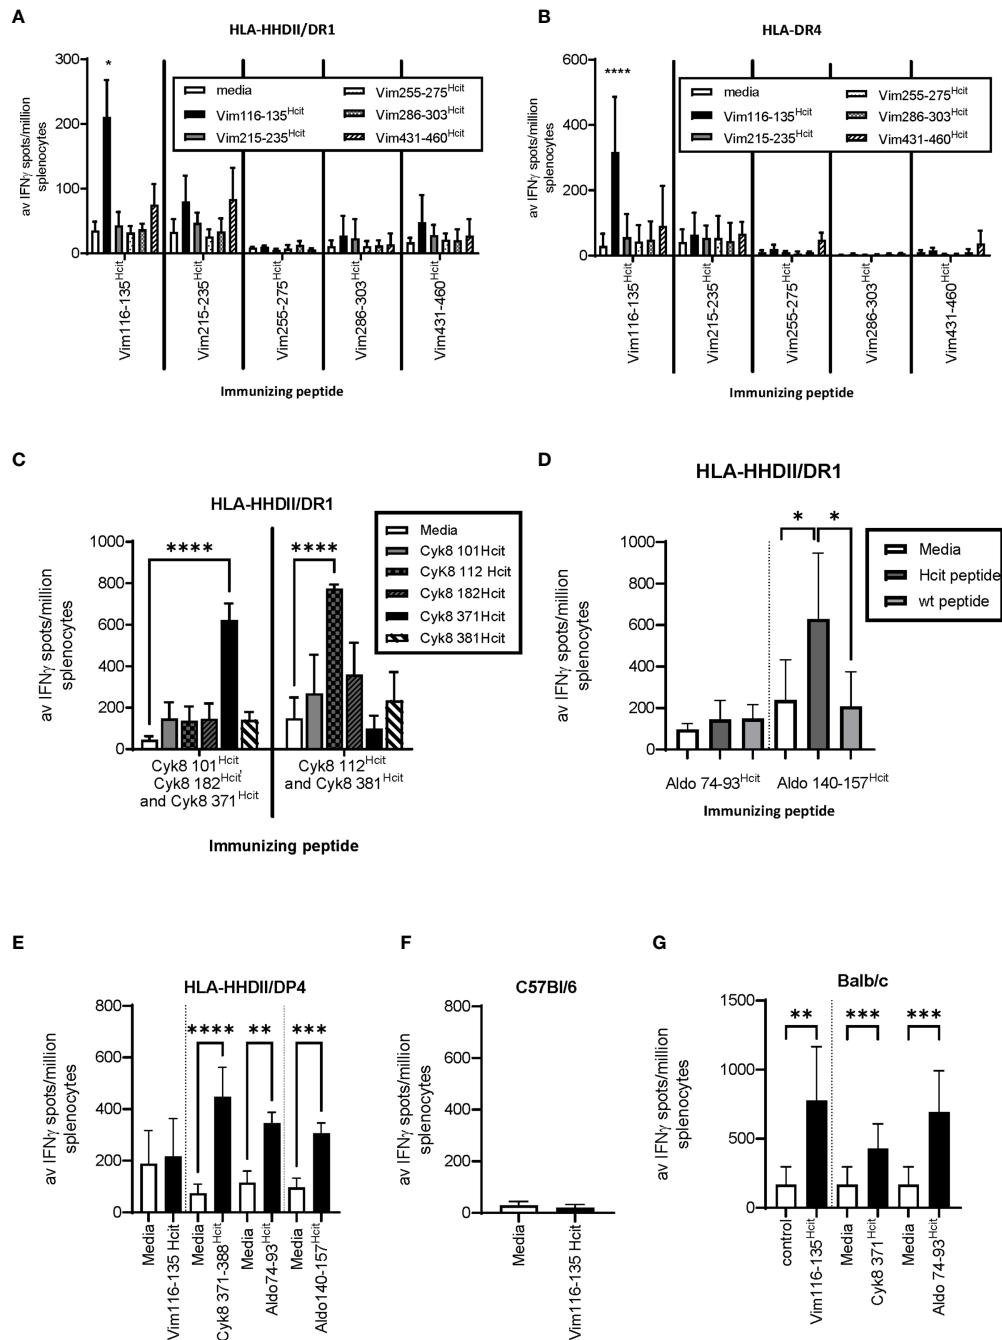 A
HLA-HHDII/DR1
av IFNγ spots/million
splenocytes
300
200
100
0
*
media
Vim116-135Hcit
Vim215-235Hcit
Vim255-275Hcit
Vim286-303Hcit
Vim431-460Hcit
Vim116-135Hcit
Vim215-235Hcit
Vim255-275Hcit
Vim286-303Hcit
Vim431-460Hcit
Immunizing peptide
B
HLA-DR4
av IFNγ spots/million
splenocytes
600
400
200
0
****
media
Vim116-135Hcit
Vim215-235Hcit
Vim255-275Hcit
Vim286-303Hcit
Vim431-460Hcit
Vim116-135Hcit
Vim215-235Hcit
Vim255-275Hcit
Vim286-303Hcit
Vim431-460Hcit
Immunizing peptide
C
HLA-HHDII/DR1
av IFNγ spots/million
splenocytes
1000
800
600
400
200
0
****
****
Media
Cyk8 101Hcit
CyK8 112 Hcit
Cyk8 182Hcit
Cyk8 371Hcit
Cyk8 381Hcit
Cyk8 101Hcit,
Cyk8 182Hcit
and Cyk8 371Hcit
Cyk8 112Hcit
and Cyk8 381Hcit
Immunizing peptide
D
HLA-HHDII/DR1
av IFNγ spots/million
splenocytes
1000
800
600
400
200
0
*
*
Media
Hcit peptide
wt peptide
Aldo 74-93Hcit
Aldo 140-157Hcit
Immunizing peptide
E
HLA-HHDII/DP4
av IFNγ spots/million
splenocytes
800
600
400
200
0
****
**
***
Media
Vim116-135 Hcit
Media
Cyk8 371-388Hcit
Media
Aldo74-93Hcit
Media
Aldo140-157Hcit
F
C57Bl/6
av IFNγ spots/million
splenocytes
800
600
400
200
0
Media
Vim116-135 Hcit
G
Balb/c
av IFNγ spots/million
splenocytes
1500
1000
500
0
**
***
***
control
Vim116-135Hcit
Media
Cyk8 371Hcit
Media
Aldo 74-93Hcit